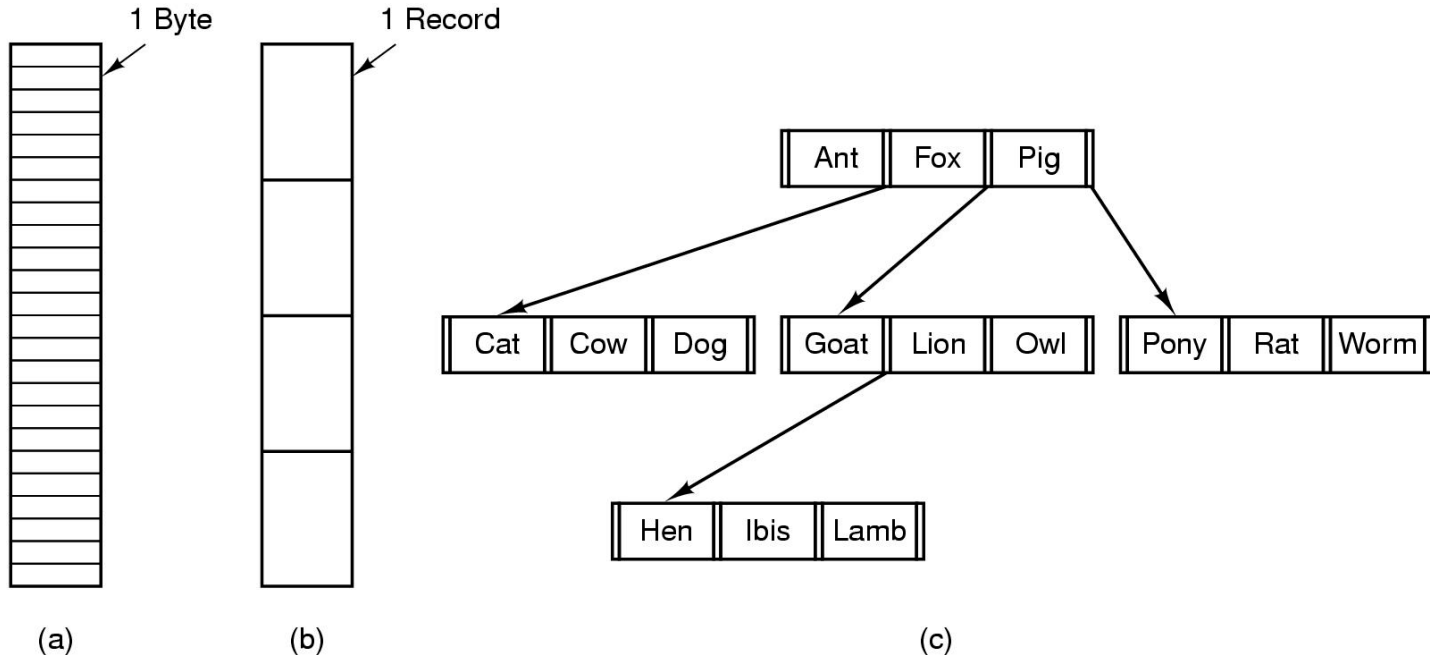 1 Byte
1 Record
Ant Fox Pig
Cat Cow Dog
Goat Lion Owl
Pony Rat Worm
Hen Ibis Lamb
(a)
(b)
(c)